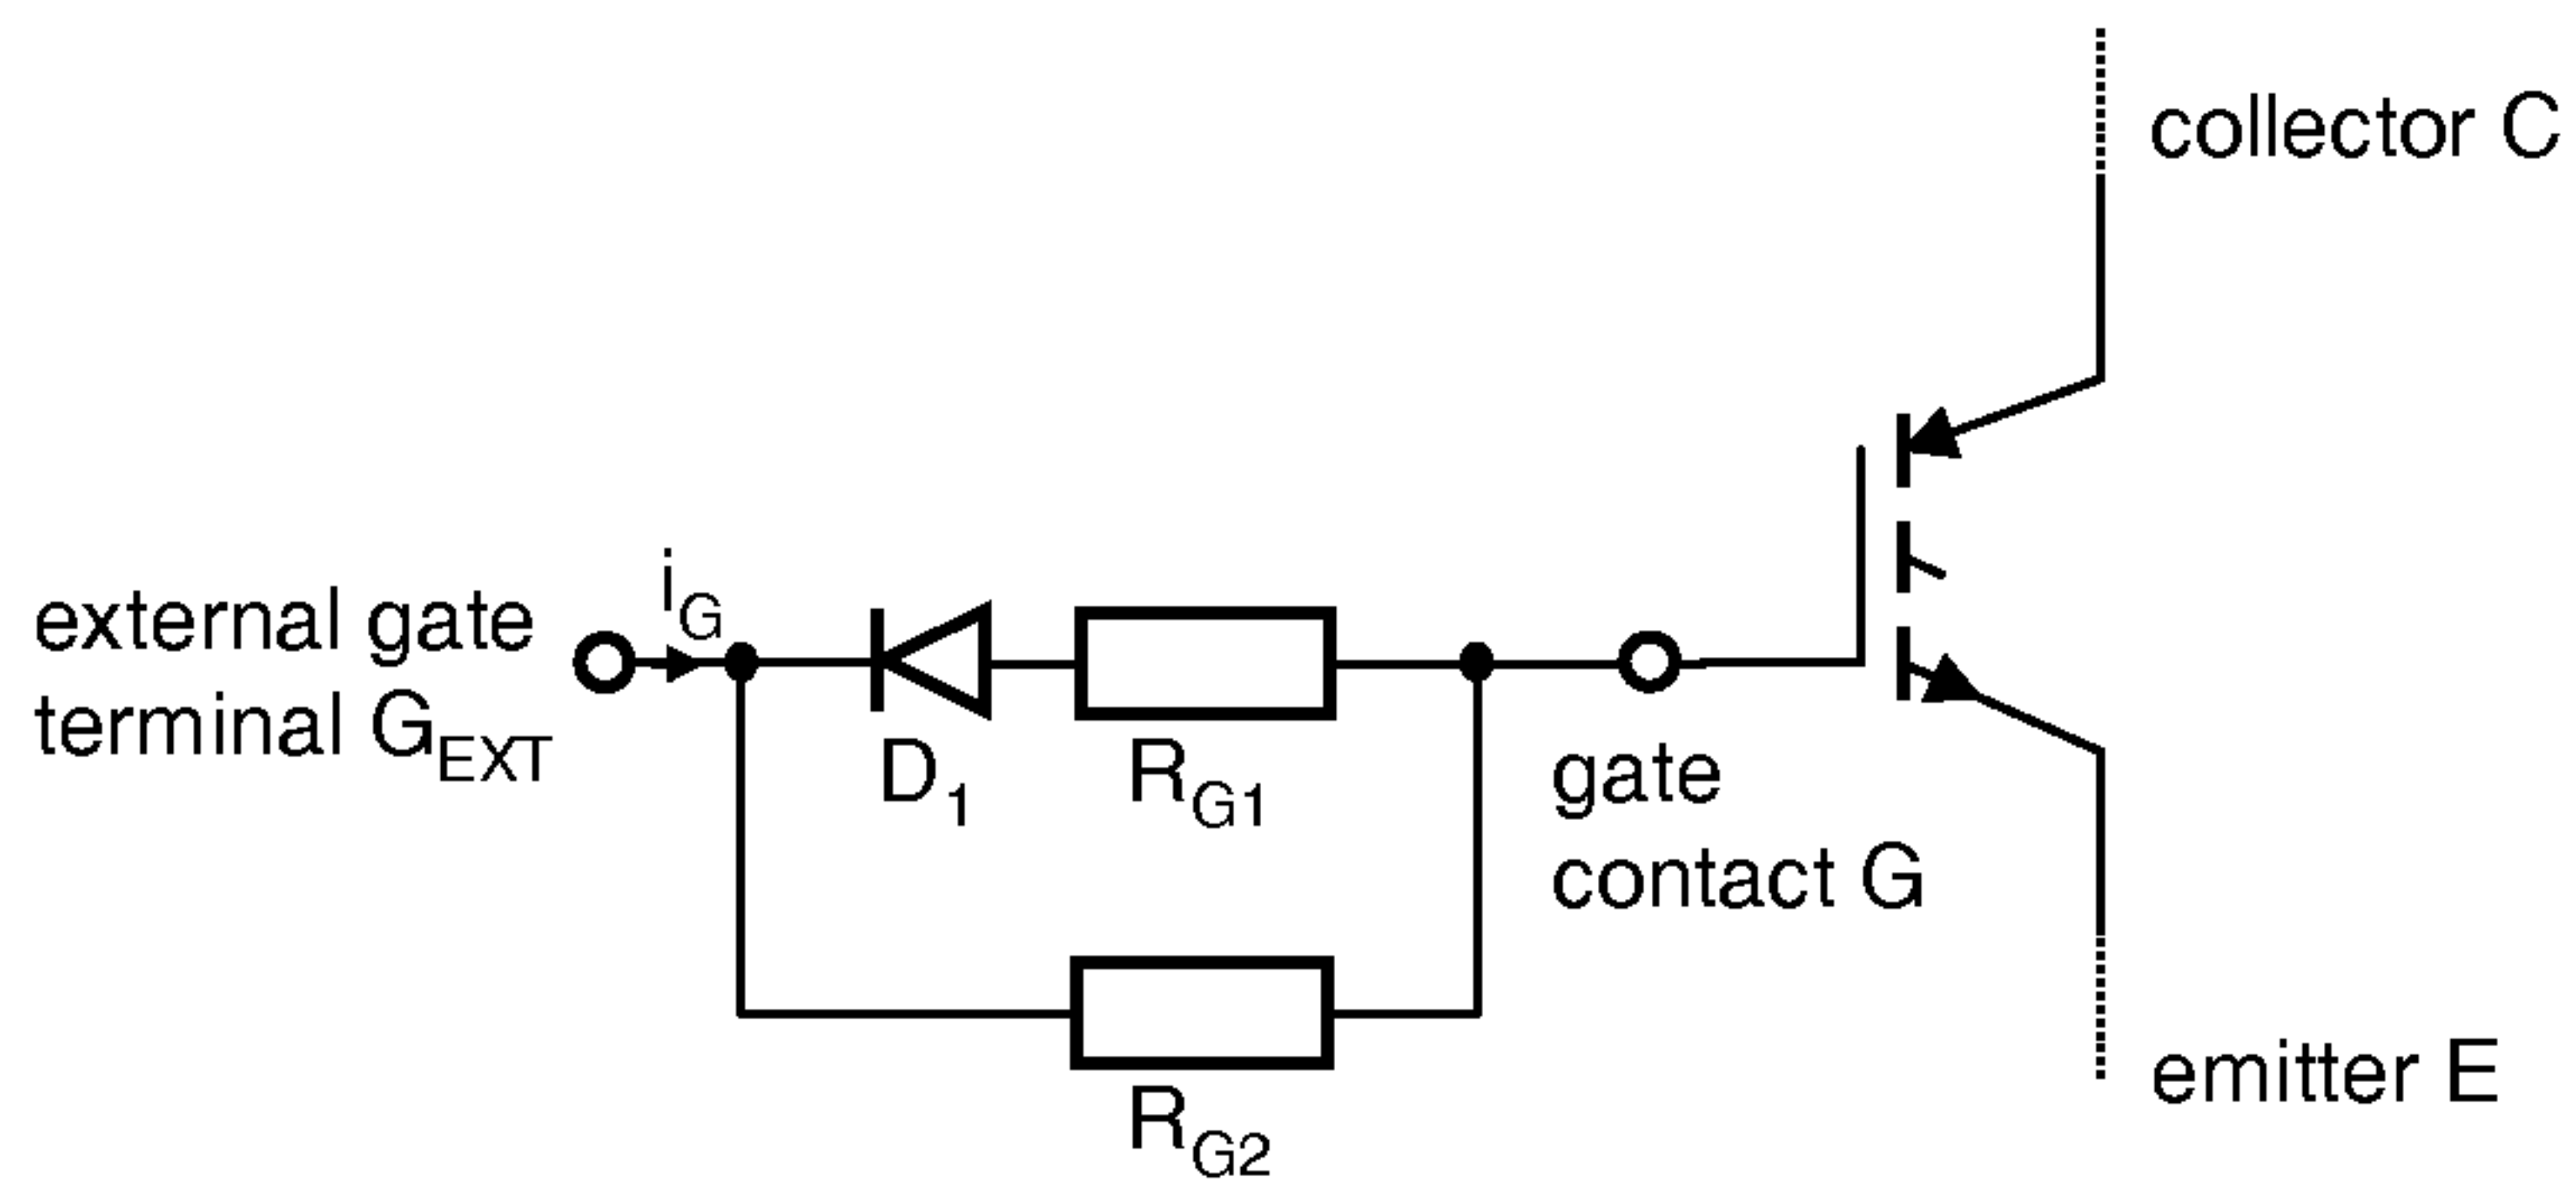 collector C
i_G
external gate
terminal G_EXT
D_1
R_G1
gate
contact G
R_G2
emitter E